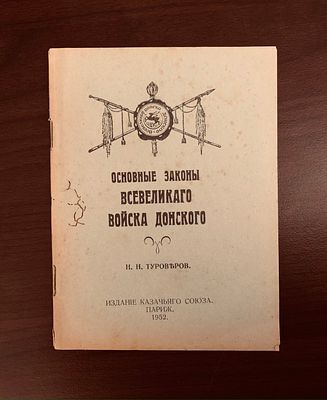 ОСНОВНЫЕ ЗАКОНЫ
ВСЕВЕЛИКАГО
ВОЙСКА ДОНСКОГО
Н. Н. ТУРОВѢРОВ.
ИЗДАНІЕ КАЗАЧЬЯГО СОЮЗА.
ПАРИЖ.
1952.